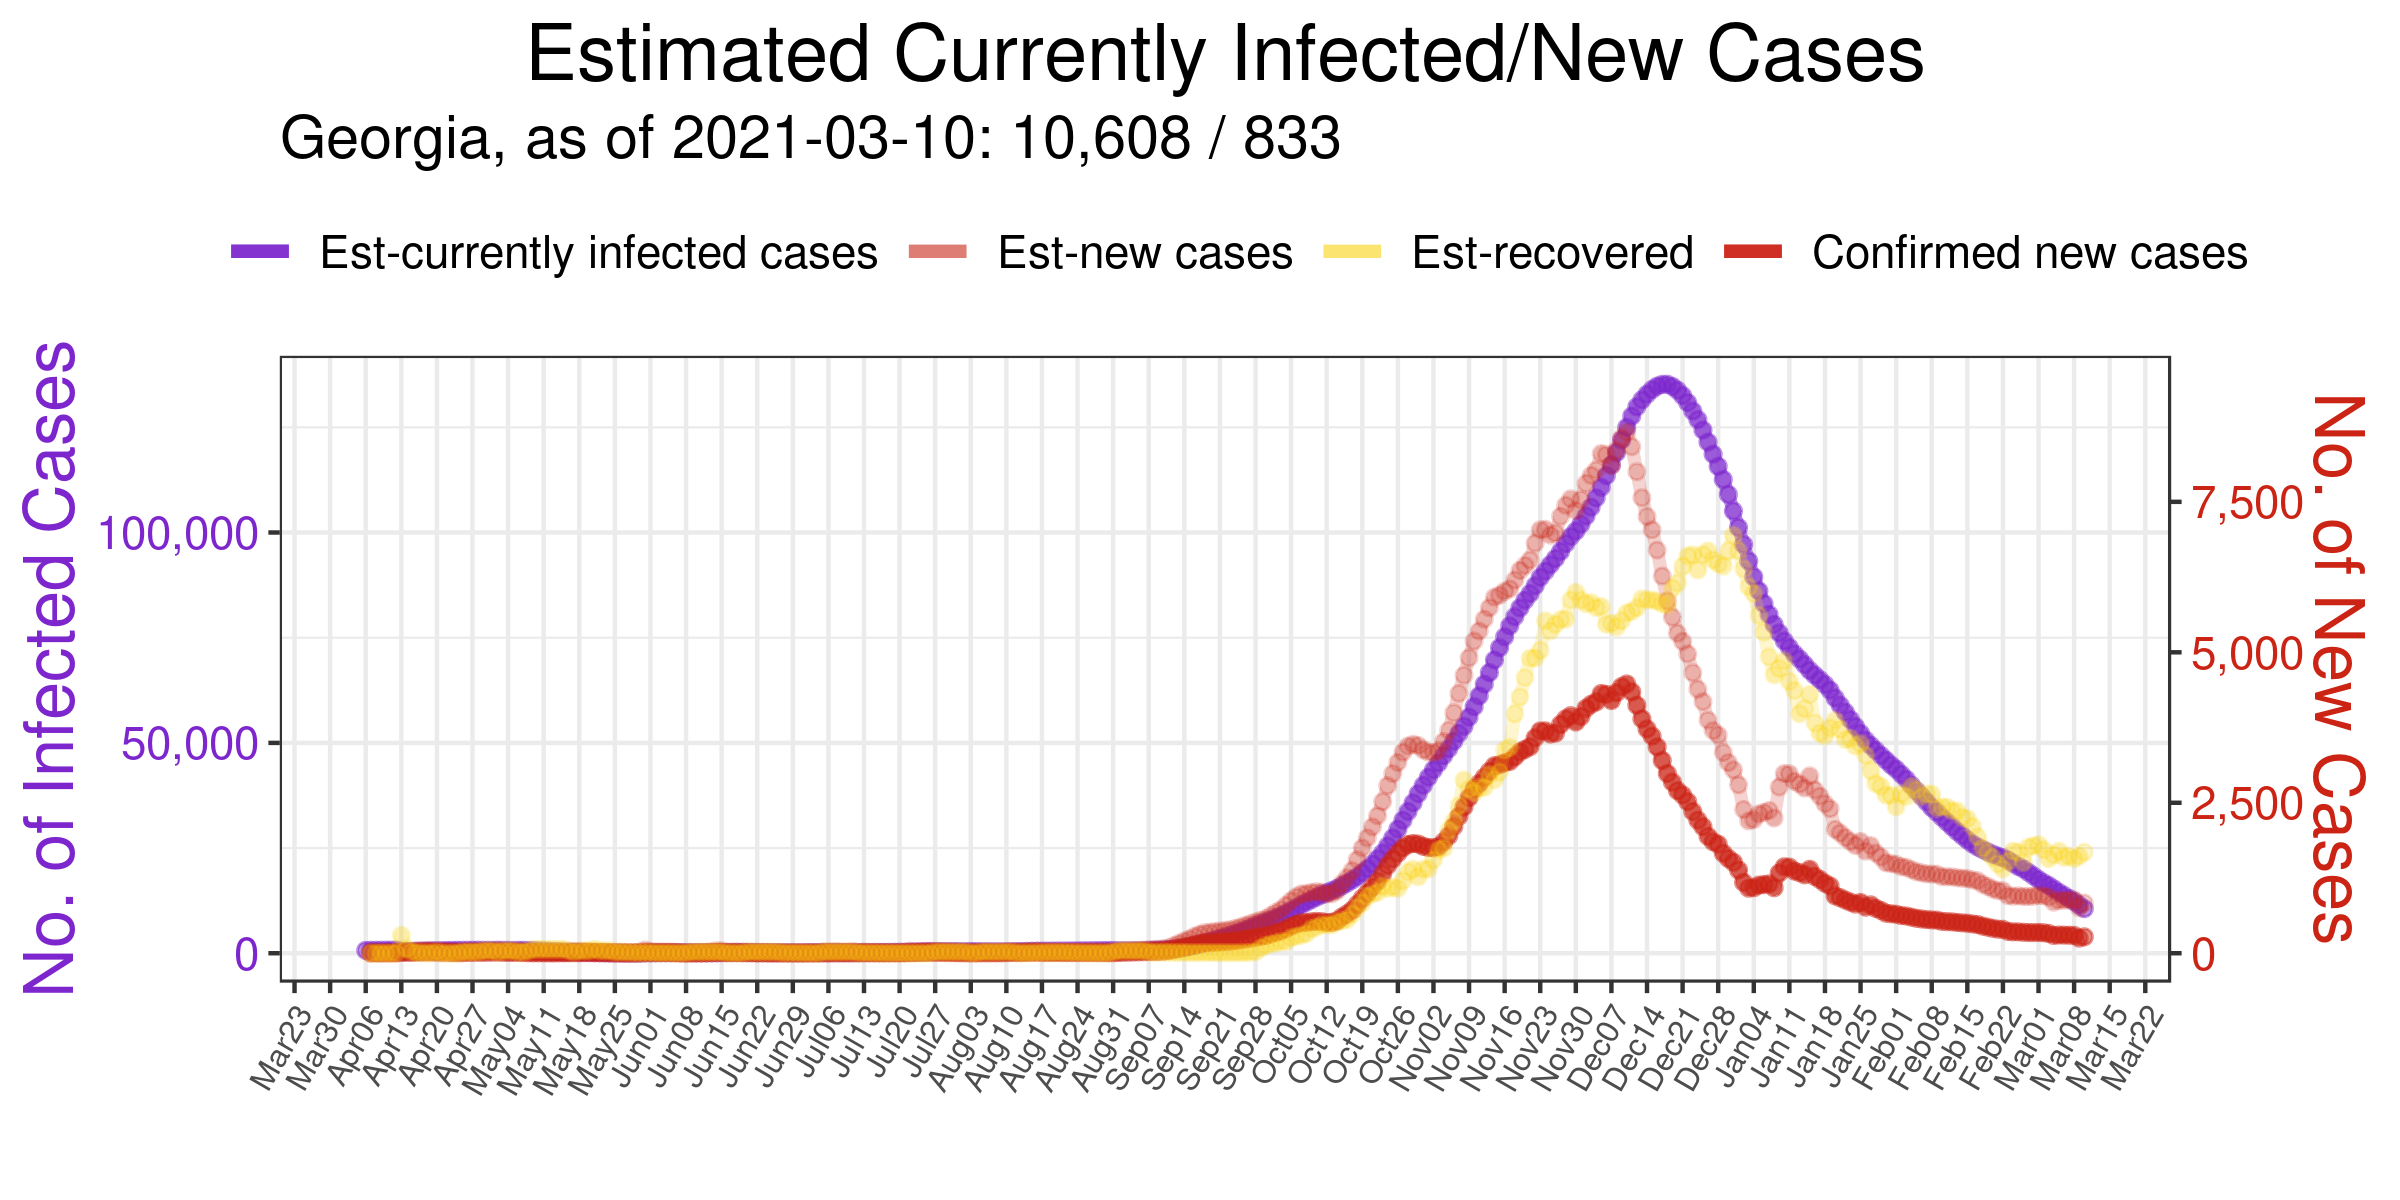 Estimated Currently Infected/New Cases
Georgia, as of 2021-03-10: 10,608 / 833
Est-currently infected cases Est-new cases Est-recovered Confirmed new cases
No. of Infected Cases
100,000
50,000
0
7,500
5,000
2,500
0
No. of New Cases
Mar23 Mar30 Apr06 Apr13 Apr20 Apr27 May04 May11 May18 May25 Jun01 Jun08 Jun15 Jun22 Jun29 Jul06 Jul13 Jul20 Jul27 Aug03 Aug10 Aug17 Aug24 Aug31 Sep07 Sep14 Sep21 Sep28 Oct05 Oct12 Oct19 Oct26 Nov02 Nov09 Nov16 Nov23 Nov30 Dec07 Dec14 Dec21 Dec28 Jan04 Jan11 Jan18 Jan25 Feb01 Feb08 Feb15 Feb22 Mar01 Mar08 Mar15 Mar22